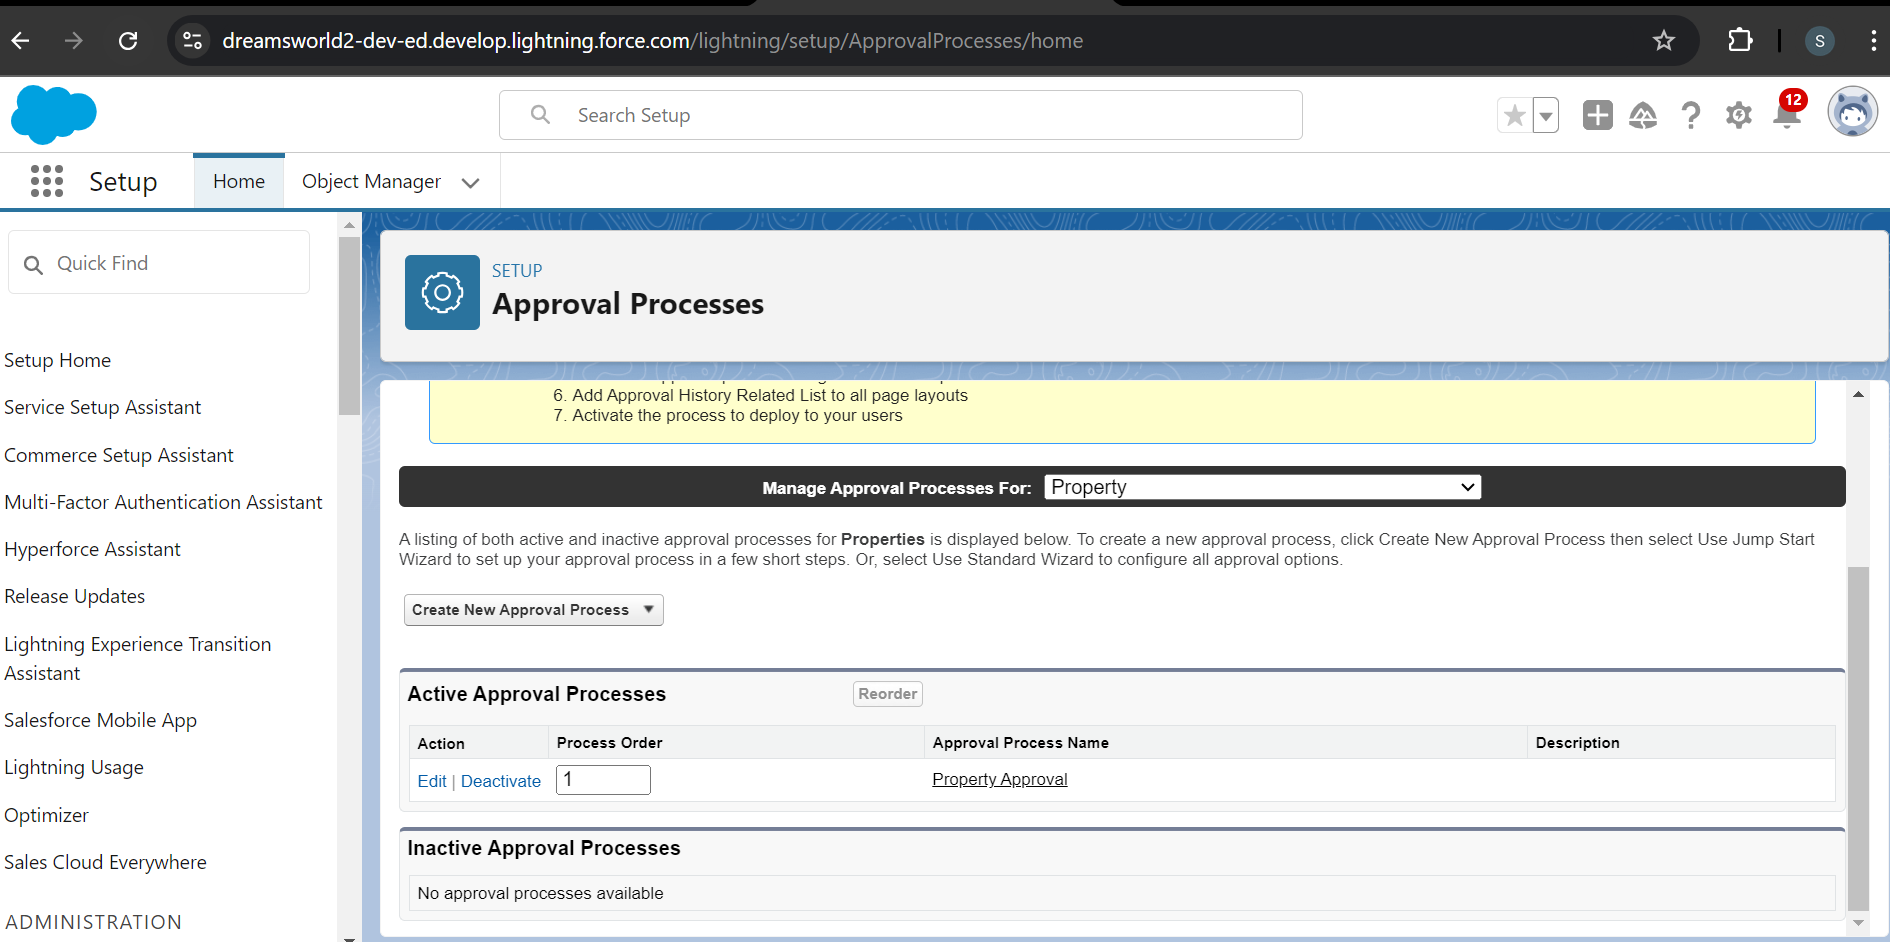 dreamsworld2-dev-ed.develop.lightning.force.com/lightning/setup/ApprovalProcesses/home
S
Search Setup
12
Setup
Home
Object Manager
Quick Find
Setup Home
Service Setup Assistant
Commerce Setup Assistant
Multi-Factor Authentication Assistant
Hyperforce Assistant
Release Updates
Lightning Experience Transition
Assistant
Salesforce Mobile App
Lightning Usage
Optimizer
Sales Cloud Everywhere
ADMINISTRATION
SETUP
Approval Processes
6. Add Approval History Related List to all page layouts
7. Activate the process to deploy to your users
Manage Approval Processes For: Property
A listing of both active and inactive approval processes for Properties is displayed below. To create a new approval process, click Create New Approval Process then select Use Jump Start
Wizard to set up your approval process in a few short steps. Or, select Use Standard Wizard to configure all approval options.
Create New Approval Process
Active Approval Processes
Reorder
Action Process Order Approval Process Name Description
Edit | Deactivate 1 Property Approval
Inactive Approval Processes
No approval processes available